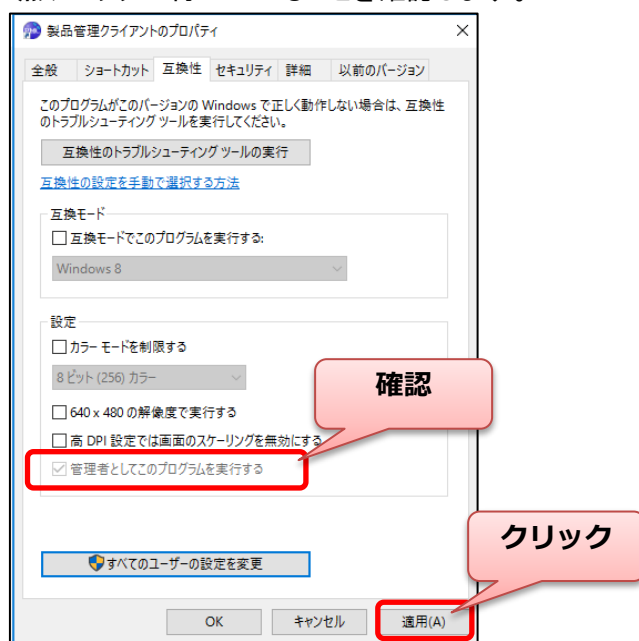 製品管理クライアントのプロパティ
全般 ショートカット 互換性 セキュリティ 詳細 以前のバージョン
このプログラムがこのバージョンの Windows で正しく動作しない場合は、互換性
のトラブルシューティング ツールを実行してください。
互換性のトラブルシューティング ツールの実行
互換性の設定を手動で選択する方法
互換モード
互換モードでこのプログラムを実行する:
Windows 8
設定
カラー モードを制限する
8 ビット (256) カラー
確認
640 x 480 の解像度で実行する
高 DPI 設定では画面のスケーリングを無効にする
管理者としてこのプログラムを実行する
クリック
すべてのユーザーの設定を変更
OK キャンセル 適用(A)